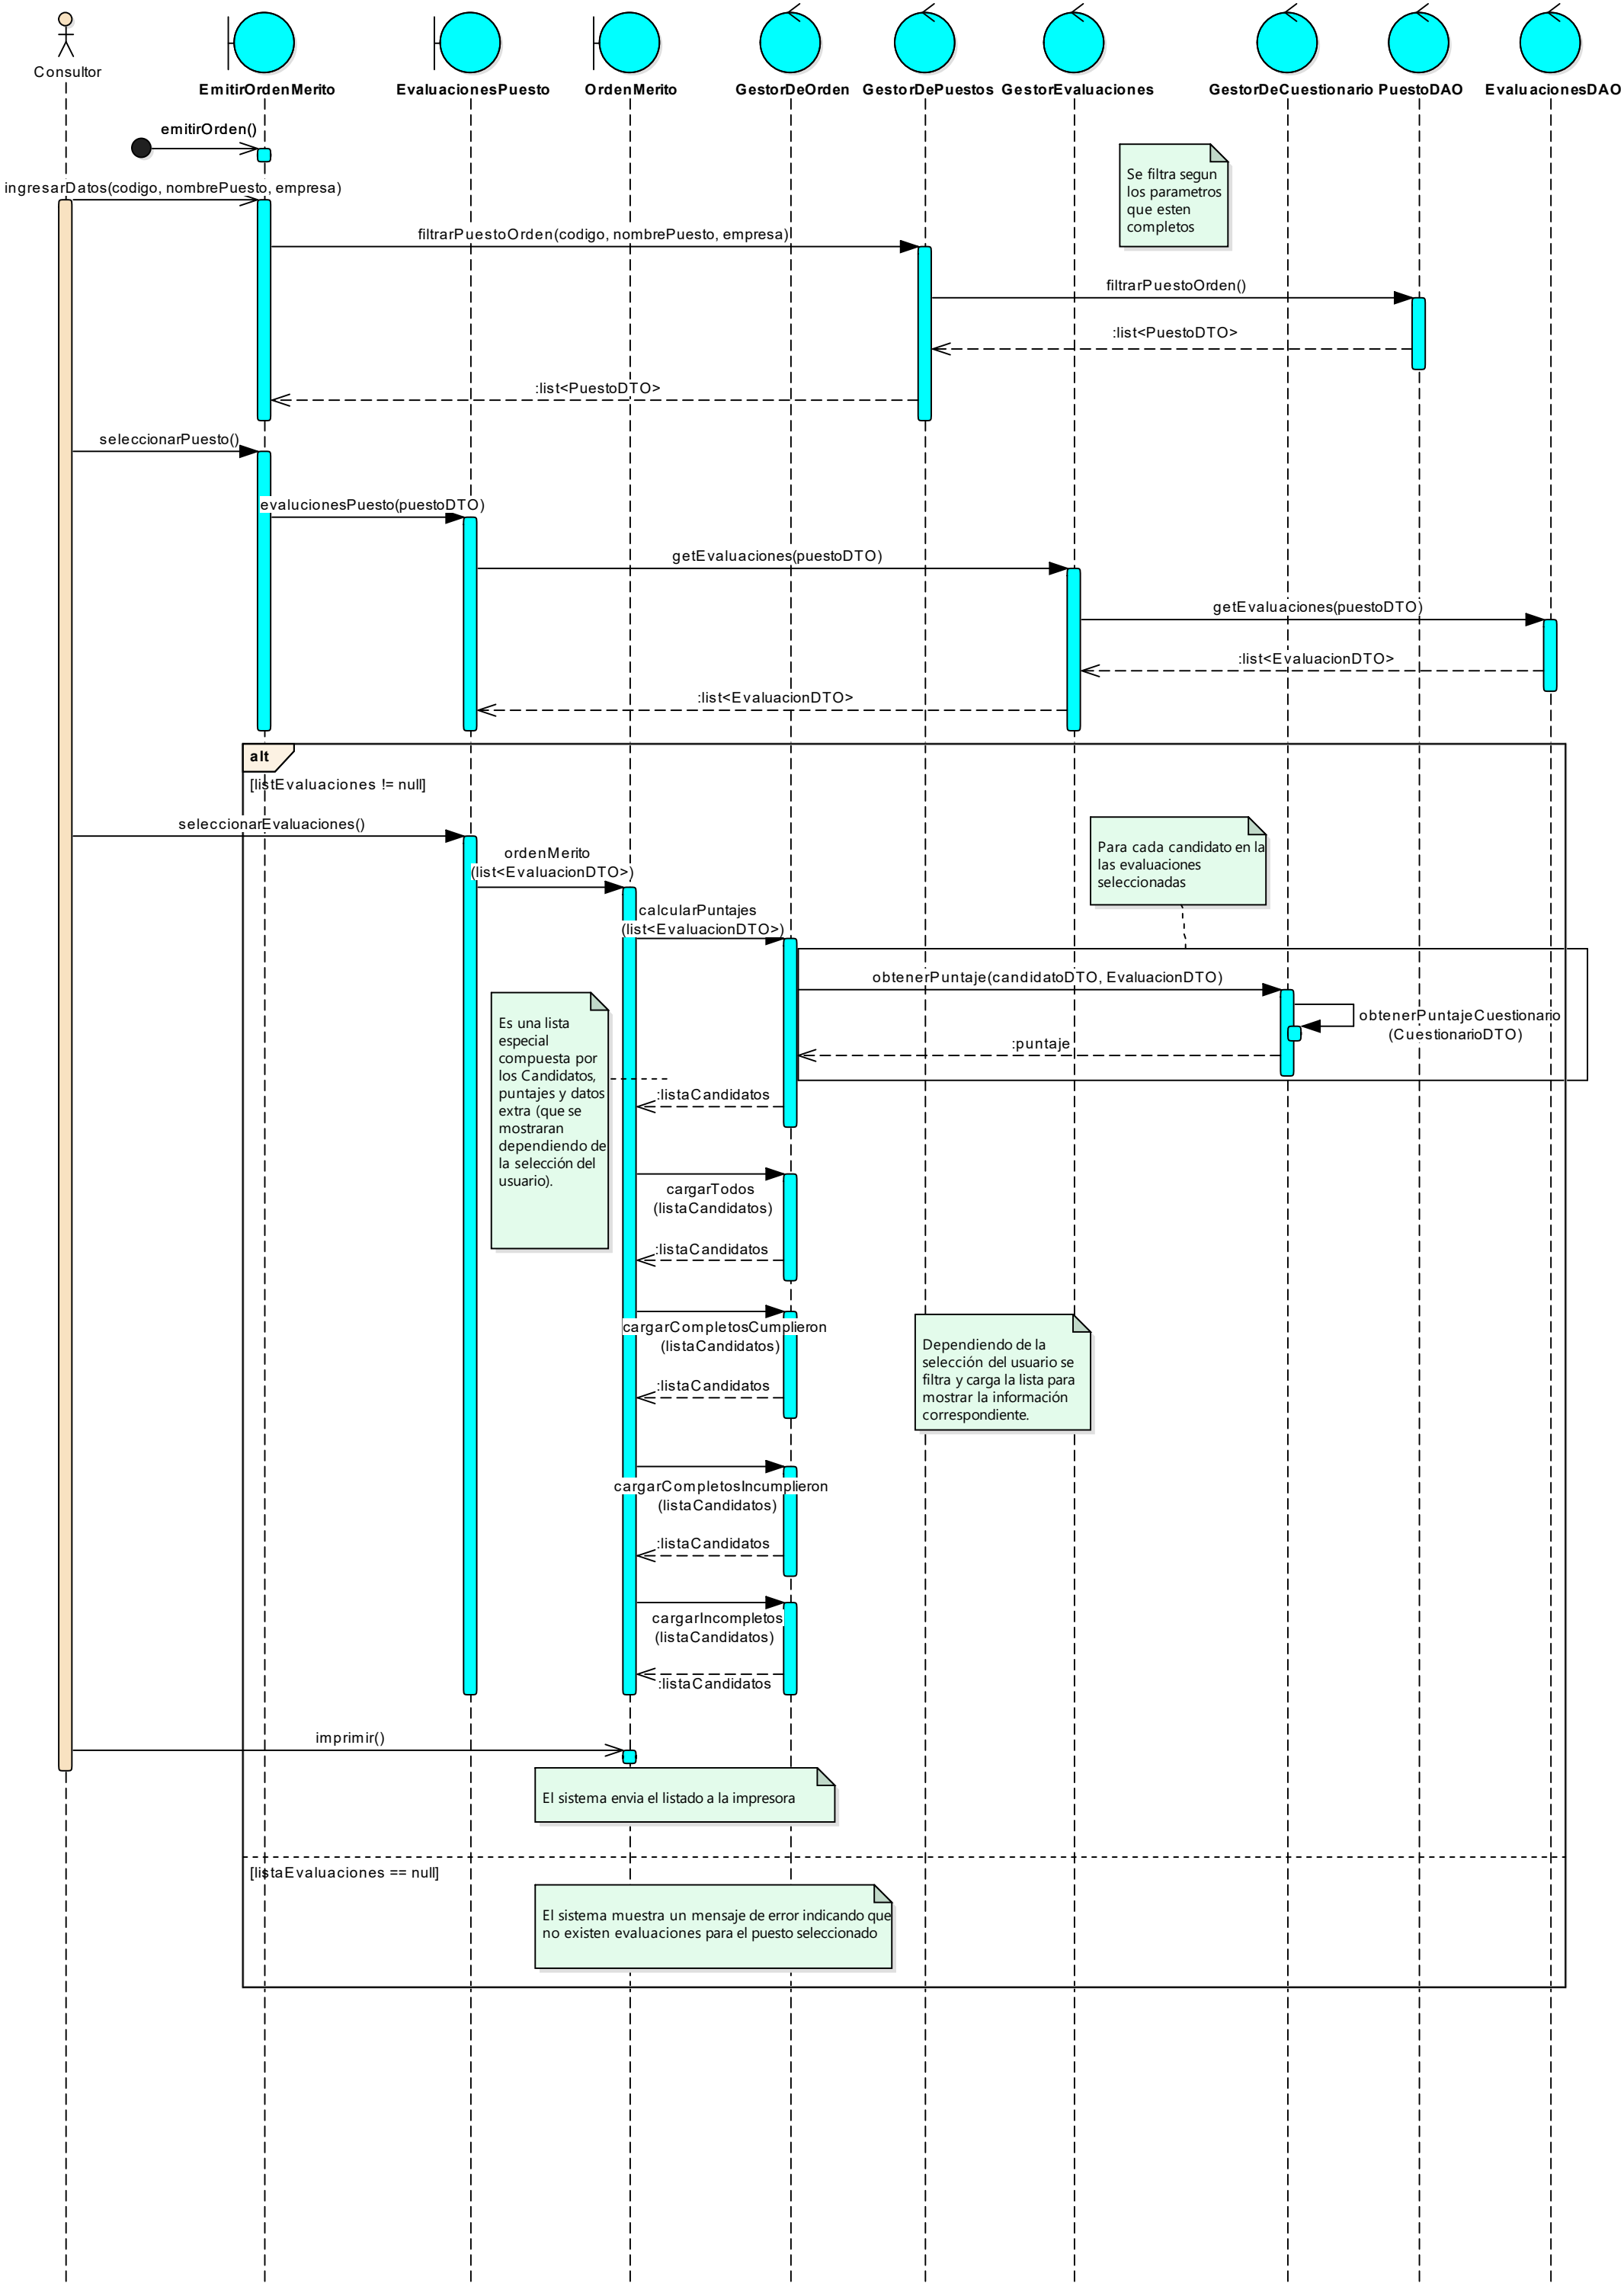 Consultor
EmitirOrdenMerito
EvaluacionesPuesto
OrdenMerito
GestorDeOrden
GestorDePuestos
GestorEvaluaciones
GestorDeCuestionario
PuestoDAO
EvaluacionesDAO
emitirOrden()
Se filtra segun
los parametros
que esten
completos
ingresarDatos(codigo, nombrePuesto, empresa)
filtrarPuestoOrden(codigo, nombrePuesto, empresa)
filtrarPuestoOrden()
:list<PuestoDTO>
:list<PuestoDTO>
seleccionarPuesto()
evalucionesPuesto(puestoDTO)
getEvaluaciones(puestoDTO)
getEvaluaciones(puestoDTO)
:list<EvaluacionDTO>
:list<EvaluacionDTO>
alt
[listEvaluaciones != null]
seleccionarEvaluaciones()
ordenMerito
(list<EvaluacionDTO>)
Para cada candidato en la
las evaluaciones
seleccionadas
calcularPuntajes
(list<EvaluacionDTO>)
obtenerPuntaje(candidatoDTO, EvaluacionDTO)
obtenerPuntajeCuestionario
(CuestionarioDTO)
:puntaje
Es una lista
especial
compuesta por
los Candidatos,
puntajes y datos
extra (que se
mostraran
dependiendo de
la selección del
usuario).
:listaCandidatos
cargarTodos
(listaCandidatos)
:listaCandidatos
cargarCompletosCumplieron
(listaCandidatos)
:listaCandidatos
Dependiendo de la
selección del usuario se
filtra y carga la lista para
mostrar la información
correspondiente.
cargarCompletosIncumplieron
(listaCandidatos)
:listaCandidatos
cargarIncompletos
(listaCandidatos)
:listaCandidatos
imprimir()
El sistema envia el listado a la impresora
[listaEvaluaciones == null]
El sistema muestra un mensaje de error indicando que
no existen evaluaciones para el puesto seleccionado